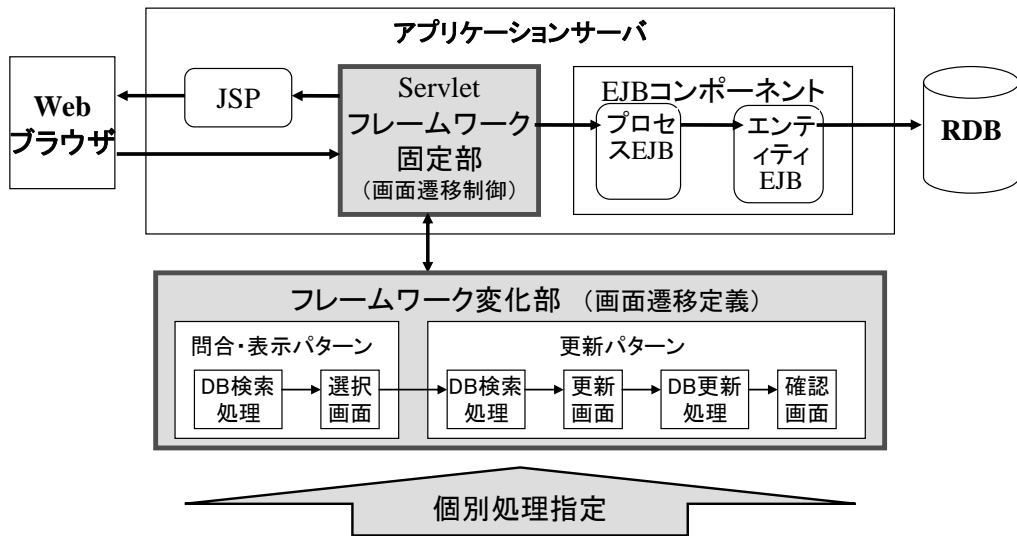 アプリケーションサーバ
Web
ブラウザ
JSP
Servlet
フレームワーク
固定部
（画面遷移制御）
EJBコンポーネント
プロセ
スEJB
エンテ
ィティ
EJB
RDB
フレームワーク変化部 （画面遷移定義）
問合・表示パターン
DB検索
処理
選択
画面
更新パターン
DB検索
処理
更新
画面
DB更新
処理
確認
画面
個別処理指定